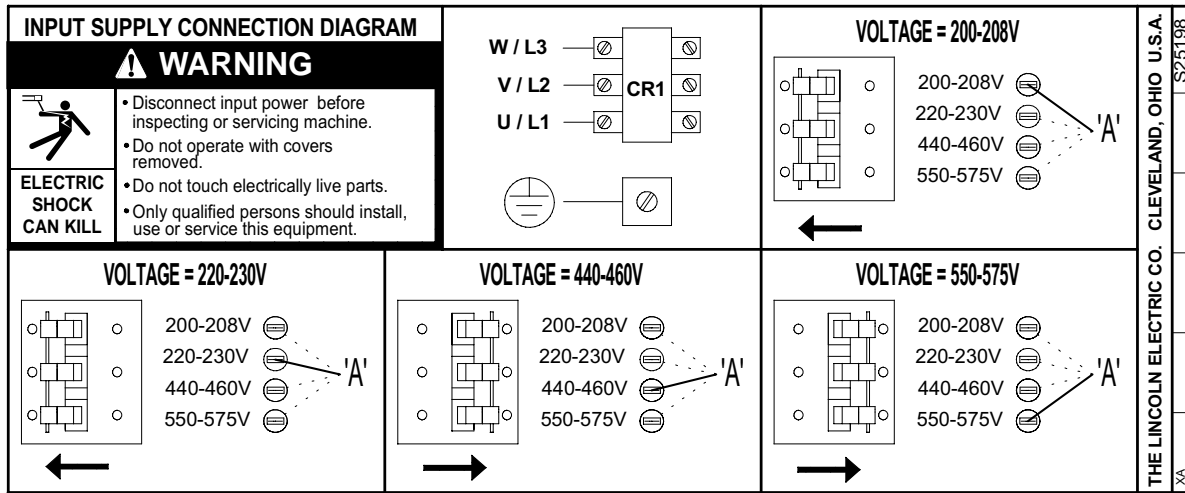 INPUT SUPPLY CONNECTION DIAGRAM
WARNING
ELECTRIC
SHOCK
CAN KILL
• Disconnect input power before
inspecting or servicing machine.
• Do not operate with covers
removed.
• Do not touch electrically live parts.
• Only qualified persons should install,
use or service this equipment.
W / L3
V / L2
U / L1
CR1
VOLTAGE = 200-208V
200-208V
220-230V
440-460V
550-575V
'A'
VOLTAGE = 220-230V
200-208V
220-230V
440-460V
550-575V
'A'
VOLTAGE = 440-460V
200-208V
220-230V
440-460V
550-575V
'A'
VOLTAGE = 550-575V
200-208V
220-230V
440-460V
550-575V
'A'
THE LINCOLN ELECTRIC CO. CLEVELAND, OHIO U.S.A.
XA
S25198